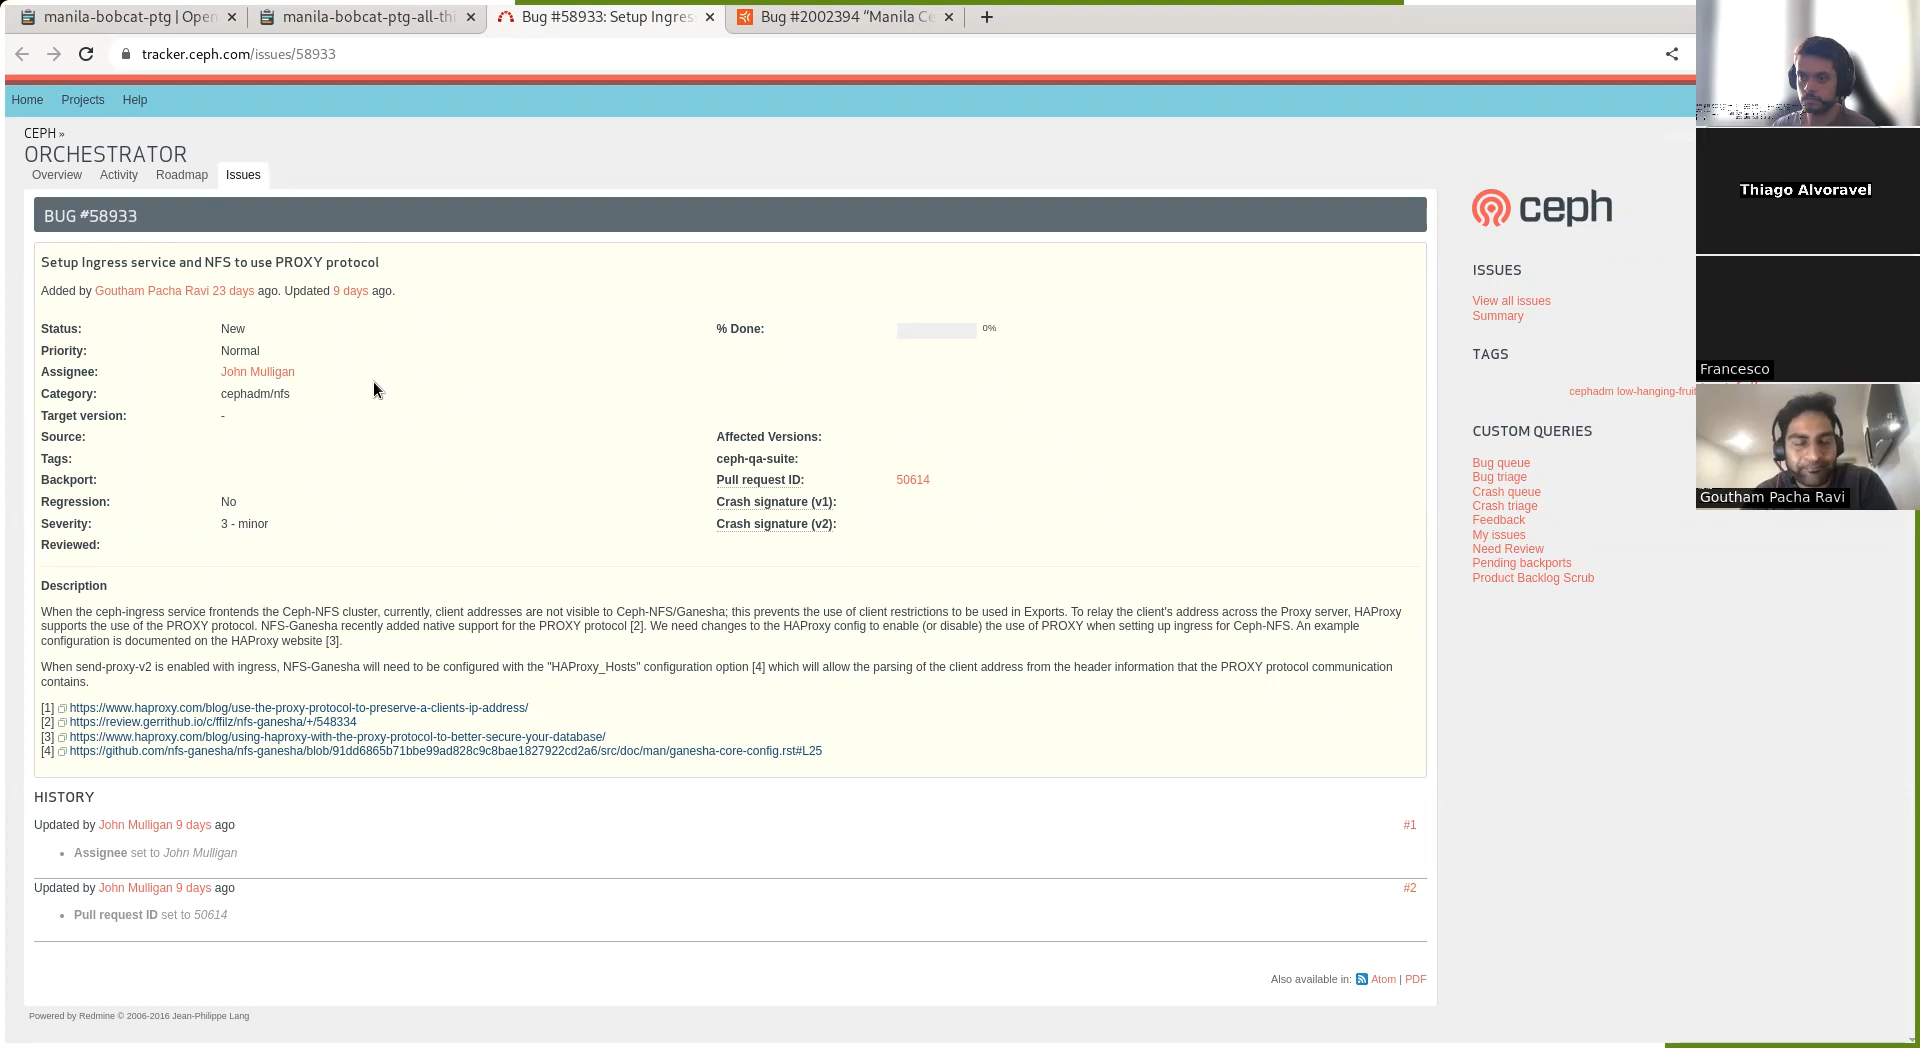 manila-bobcat-ptg | Open
manila-bobcat-ptg-all-thi
Bug #58933: Setup Ingres
Bug #2002394 "Manila Ce
tracker.ceph.com/issues/58933
Home Projects Help
CEPH »
ORCHESTRATOR
Overview Activity Roadmap Issues
BUG #58933
Setup Ingress service and NFS to use PROXY protocol
Added by Goutham Pacha Ravi 23 days ago. Updated 9 days ago.
Status: New % Done: 0%
Priority: Normal
Assignee: John Mulligan
Category: cephadm/nfs
Target version: -
Source: Affected Versions:
Tags: ceph-qa-suite:
Backport: Pull request ID: 50614
Regression: No Crash signature (v1):
Severity: 3 - minor Crash signature (v2):
Reviewed:
Description
When the ceph-ingress service frontends the Ceph-NFS cluster, currently, client addresses are not visible to Ceph-NFS/Ganesha; this prevents the use of client restrictions to be used in Exports. To relay the client's address across the Proxy server, HAProxy
supports the use of the PROXY protocol. NFS-Ganesha recently added native support for the PROXY protocol [2]. We need changes to the HAProxy config to enable (or disable) the use of PROXY when setting up ingress for Ceph-NFS. An example
configuration is documented on the HAProxy website [3].
When send-proxy-v2 is enabled with ingress, NFS-Ganesha will need to be configured with the "HAProxy_Hosts" configuration option [4] which will allow the parsing of the client address from the header information that the PROXY protocol communication
contains.
[1] https://www.haproxy.com/blog/use-the-proxy-protocol-to-preserve-a-clients-ip-address/
[2] https://review.gerrithub.io/c/ffilz/nfs-ganesha/+/548334
[3] https://www.haproxy.com/blog/using-haproxy-with-the-proxy-protocol-to-better-secure-your-database/
[4] https://github.com/nfs-ganesha/nfs-ganesha/blob/91dd6865b71bbe99ad828c9c8bae1827922cd2a6/src/doc/man/ganesha-core-config.rst#L25
HISTORY
Updated by John Mulligan 9 days ago #1
Assignee set to John Mulligan
Updated by John Mulligan 9 days ago #2
Pull request ID set to 50614
Also available in: Atom | PDF
Powered by Redmine © 2006-2016 Jean-Philippe Lang
ceph
ISSUES
View all issues
Summary
TAGS
cephadm low-hanging-fruit
CUSTOM QUERIES
Bug queue
Bug triage
Crash queue
Crash triage
Feedback
My issues
Need Review
Pending backports
Product Backlog Scrub
Thiago Alvoravel
Francesco
Goutham Pacha Ravi